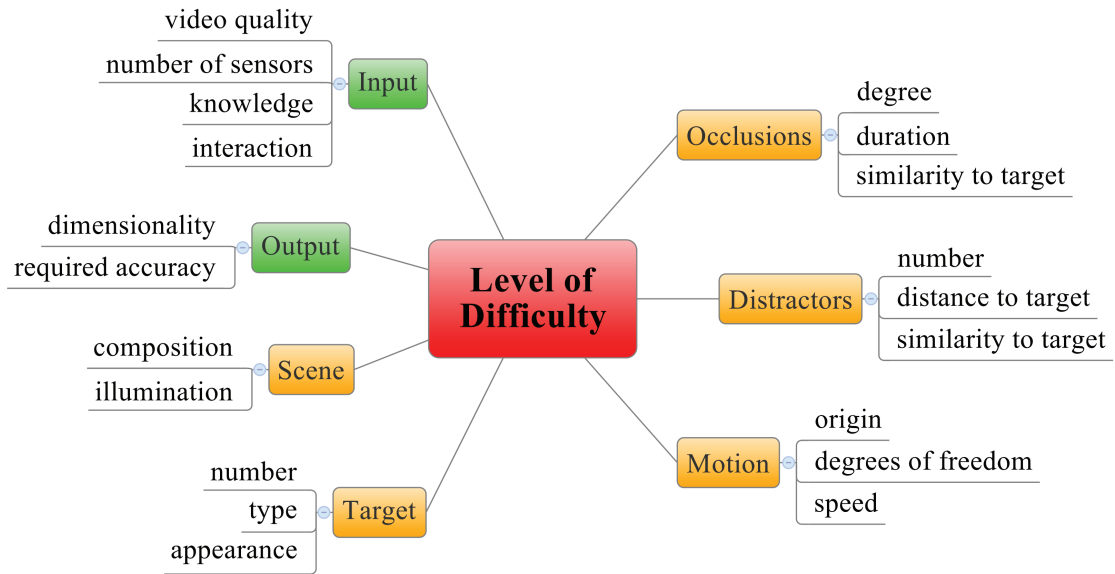 video quality
number of sensors
knowledge
interaction
Input
dimensionality
required accuracy
Output
composition
illumination
Scene
number
type
appearance
Target
Level of
Difficulty
Occlusions
degree
duration
similarity to target
Distractors
number
distance to target
similarity to target
Motion
origin
degrees of freedom
speed